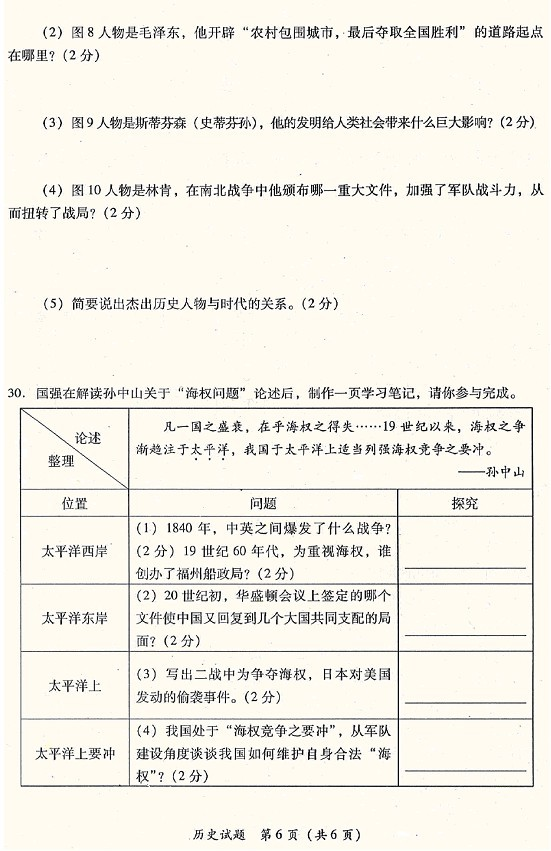 (2) 图8人物是毛泽东，他开辟“农村包围城市，最后夺取全国胜利”的道路起点
在哪里？(2分)
(3) 图9人物是斯蒂芬森（史蒂芬孙），他的发明给人类社会带来什么巨大影响？(2分)
(4) 图10人物是林肯，在南北战争中他颁布哪一重大文件，加强了军队战斗力，从
而扭转了战局？(2分)
(5) 简要说出杰出历史人物与时代的关系。(2分)
30. 国强在解读孙中山关于“海权问题”论述后，制作一页学习笔记，请你参与完成。
论述
整理
凡一国之盛衰，在乎海权之得失……19世纪以来，海权之争
渐趋注于太平洋，我国于太平洋上适当列强海权竞争之要冲。
——孙中山
位置 问题 探究
太平洋西岸
(1) 1840年，中英之间爆发了什么战争？
(2分) 19世纪60年代，为重视海权，谁
创办了福州船政局？(2分)
太平洋东岸
(2) 20世纪初，华盛顿会议上签定的哪个
文件使中国又回复到几个大国共同支配的局
面？(2分)
太平洋上
(3) 写出二战中为争夺海权，日本对美国
发动的偷袭事件。(2分)
太平洋上要冲
(4) 我国处于“海权竞争之要冲”，从军队
建设角度谈谈我国如何维护自身合法“海
权”？(2分)
历史试题 第6页（共6页）